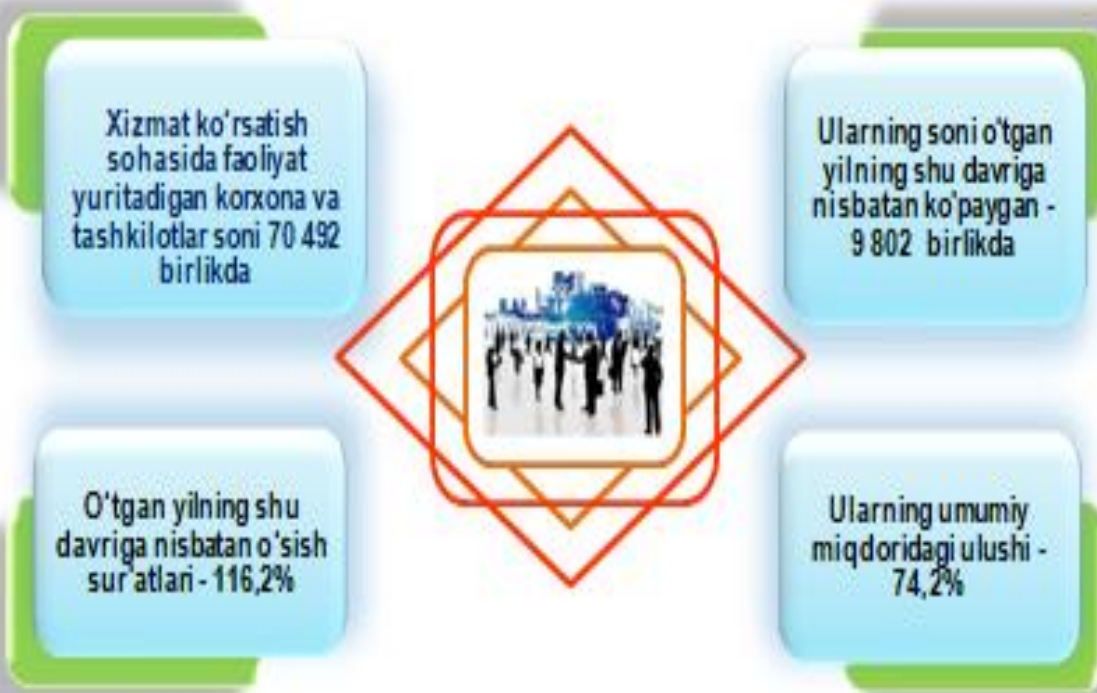 Xizmat ko'rsatish
sohasida faoliyat
yuritadigan korxona va
tashkilotlar soni 70 492
birlikda
Ularning soni o'tgan
yilning shu davriga
nisbatan ko'paygan -
9 802 birlikda
O'tgan yilning shu
davriga nisbatan o'sish
sur'atlari - 116,2%
Ularning umumiy
miqdoridagi ulushi -
74,2%